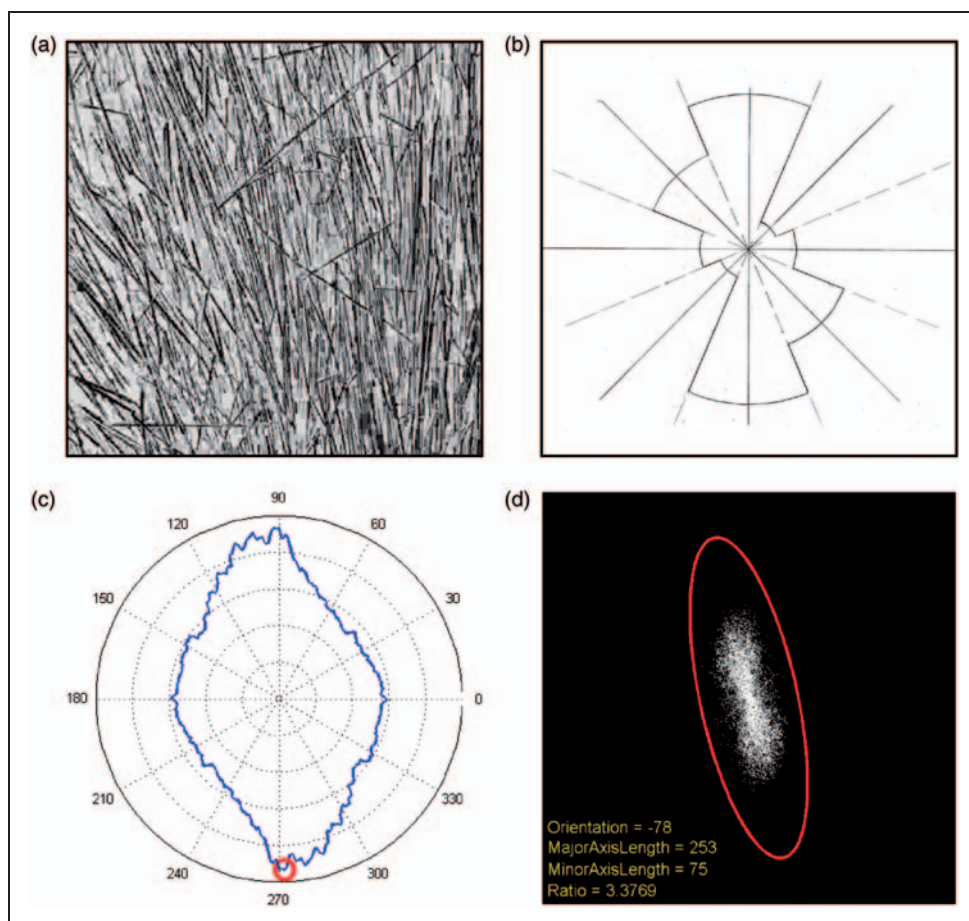 (a)
(b)
(c)
90
120
60
150
30
180
0
210
330
240
300
270
(d)
Orientation = -78
MajorAxisLength = 253
MinorAxisLength = 75
Ratio = 3.3769